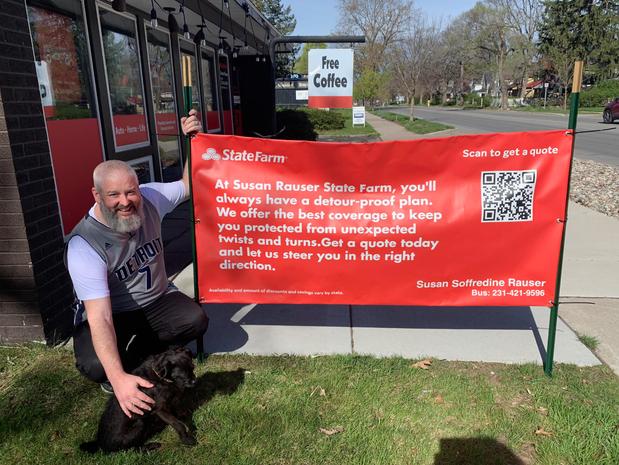 Free
Coffee
Auto • Home • Life
StateFarm
Scan to get a quote
At Susan Rauser State Farm, you'll
always have a detour-proof plan.
We offer the best coverage to keep
you protected from unexpected
twists and turns.Get a quote today
and let us steer you in the right
direction.
Susan Soffredine Rauser
Bus: 231-421-9596
Availability and amount of discounts and savings vary by state.
DETROIT
7